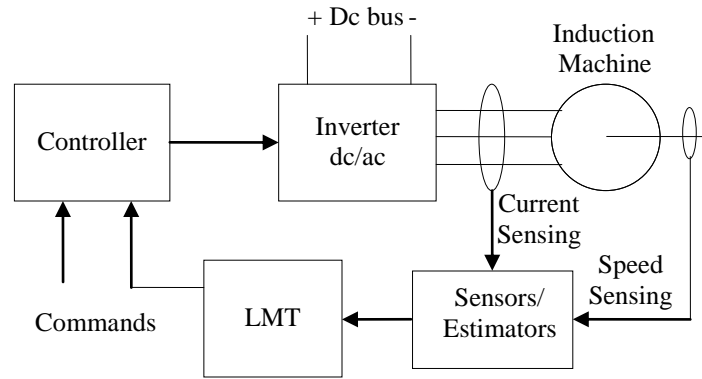 + Dc bus -
Induction
Machine
Controller
Inverter
dc/ac
Current
Sensing
Speed
Sensing
Sensors/
Estimators
LMT
Commands